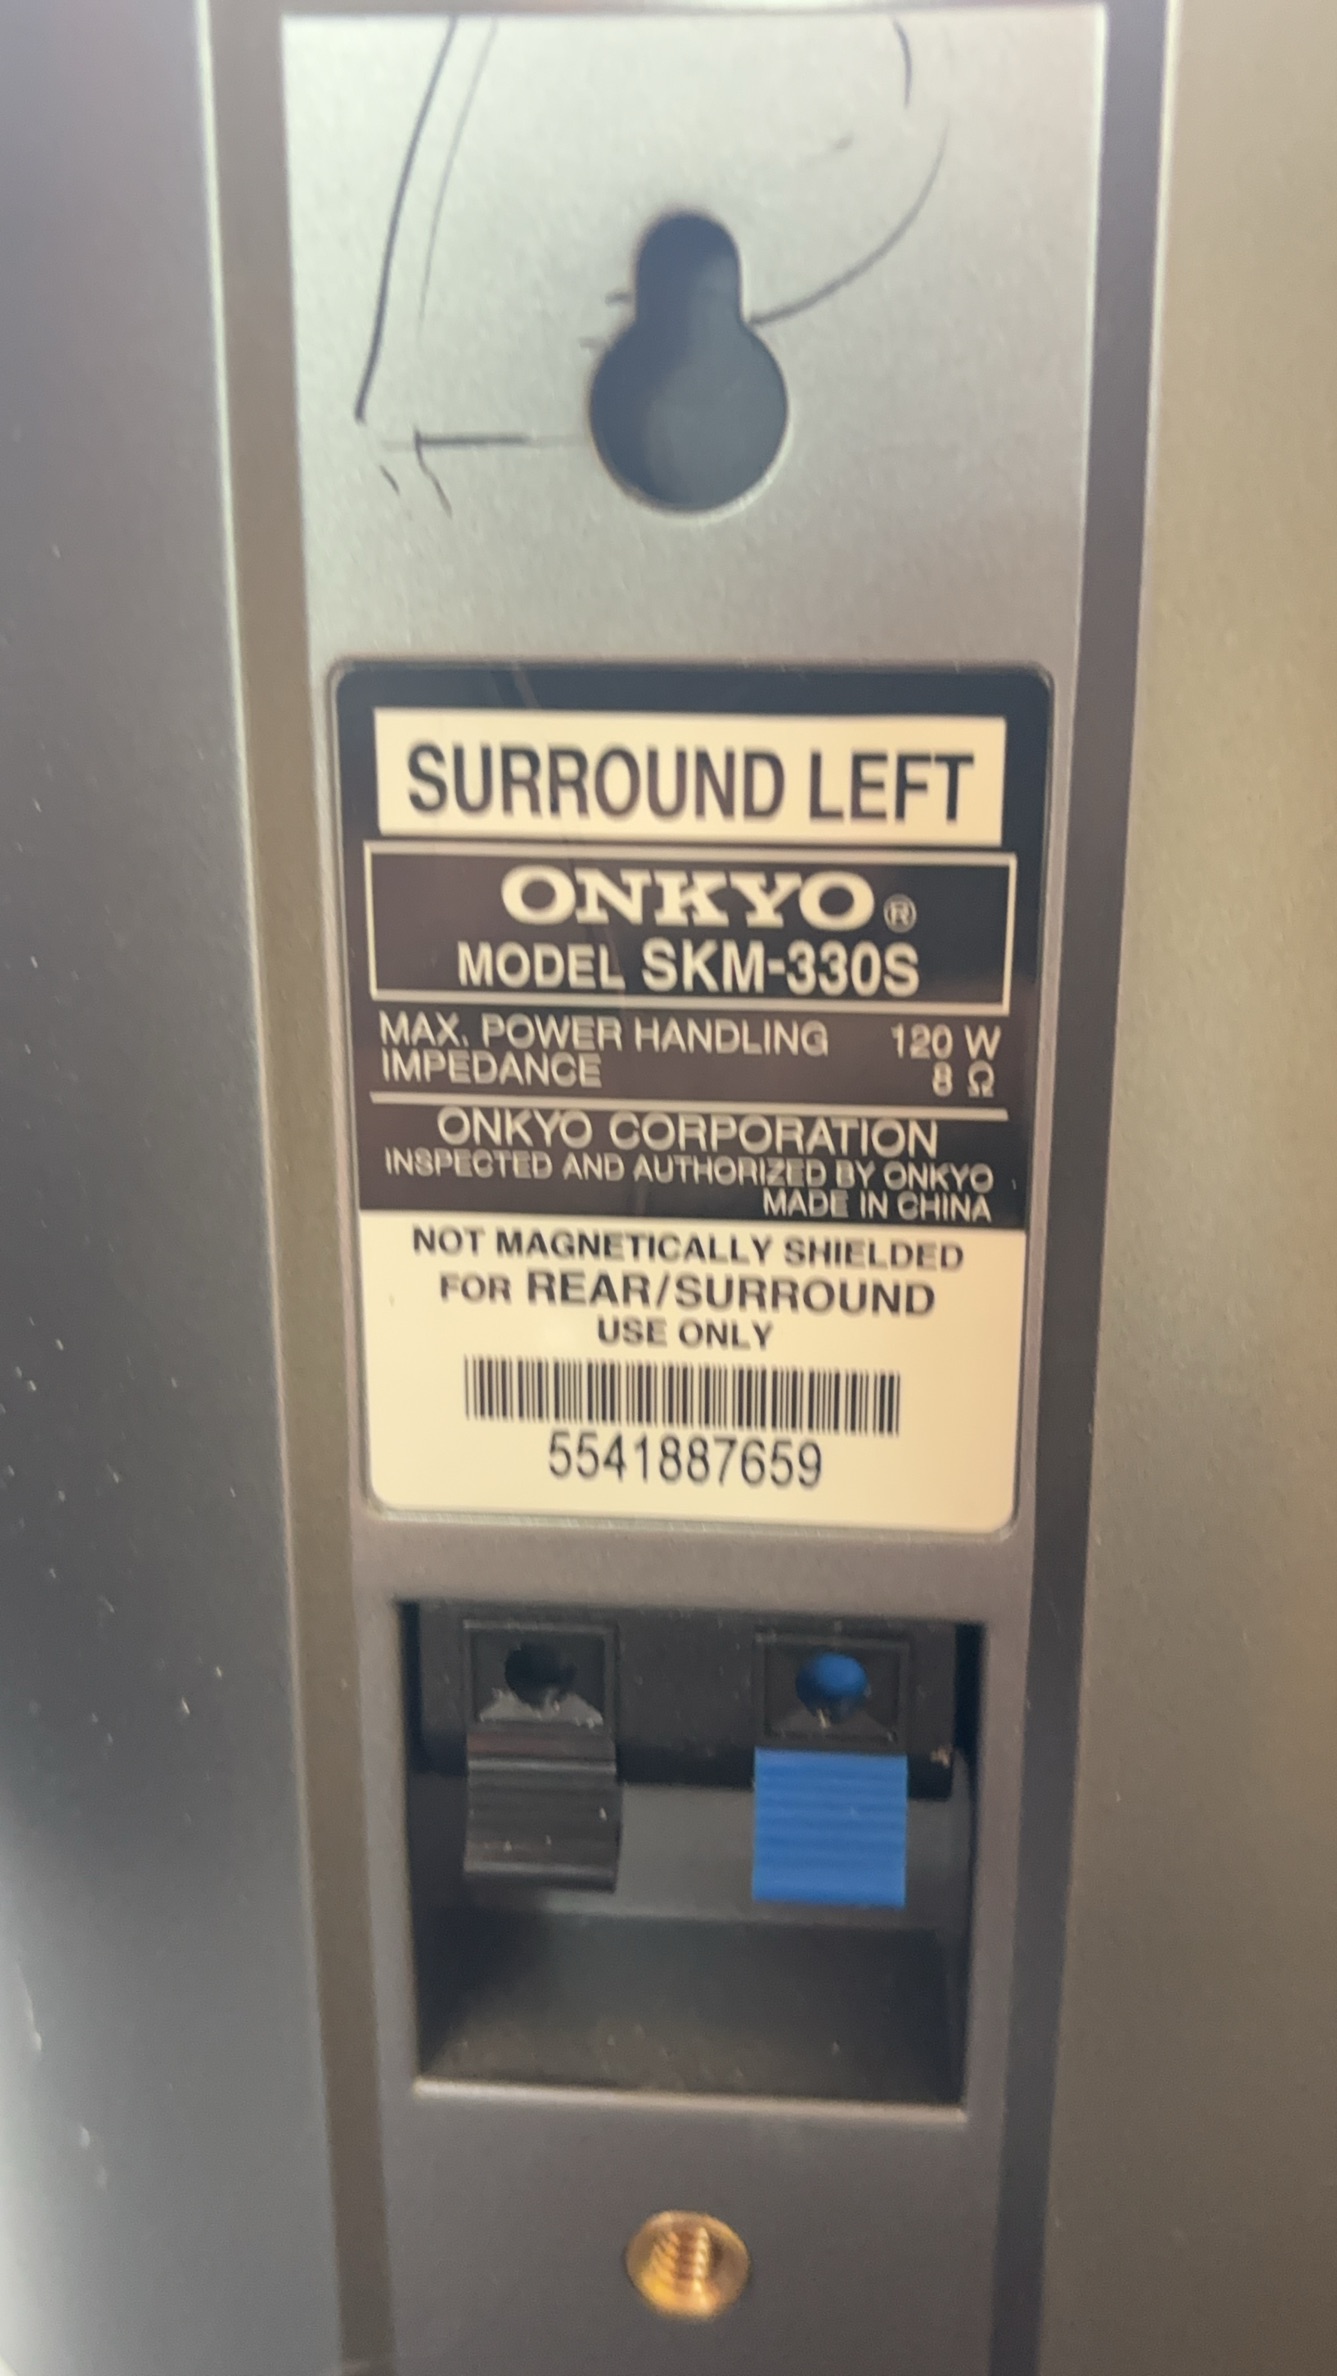 SURROUND LEFT
ONKYO®
MODEL SKM-330S
MAX. POWER HANDLING 120 W
IMPEDANCE 8 Ω
ONKYO CORPORATION
INSPECTED AND AUTHORIZED BY ONKYO
MADE IN CHINA
NOT MAGNETICALLY SHIELDED
FOR REAR/SURROUND
USE ONLY
5541887659